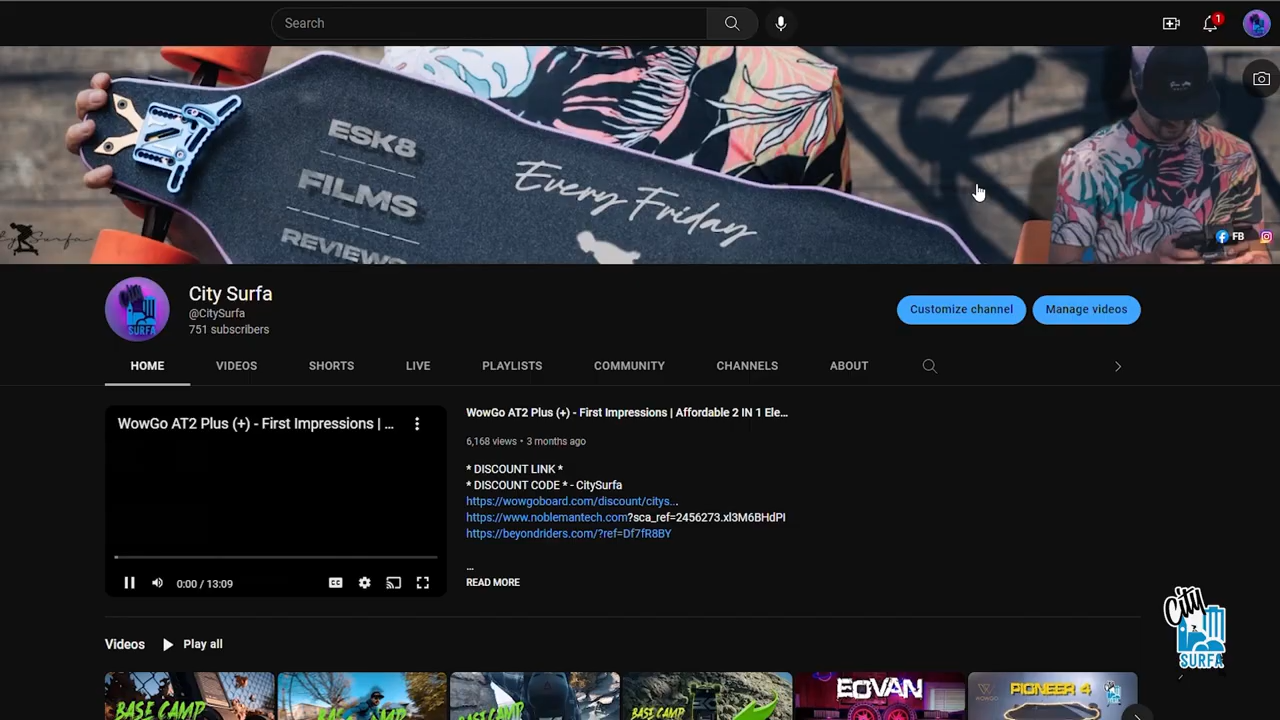 Search
1
ESK8
FILMS
REVIEWS
Every Friday
FB
City Surfa
@CitySurfa
751 subscribers
Customize channel
Manage videos
HOME
VIDEOS
SHORTS
LIVE
PLAYLISTS
COMMUNITY
CHANNELS
ABOUT
WowGo AT2 Plus (+) - First Impressions | ...
0:00 / 13:09
WowGo AT2 Plus (+) - First Impressions | Affordable 2 IN 1 Ele...
6,168 views • 3 months ago
* DISCOUNT LINK *
* DISCOUNT CODE * - CitySurfa
https://wowgoboard.com/discount/citys...
https://www.noblemantech.com?sca_ref=2456273.xl3M6BHdPI
https://beyondriders.com/?ref=Df7fR8BY
...
READ MORE
City
SURFA
Videos
Play all
BASE CAMP
BASE CAMP
BASE CAMP
BASE CAMP
EOVAN
PIONEER 4